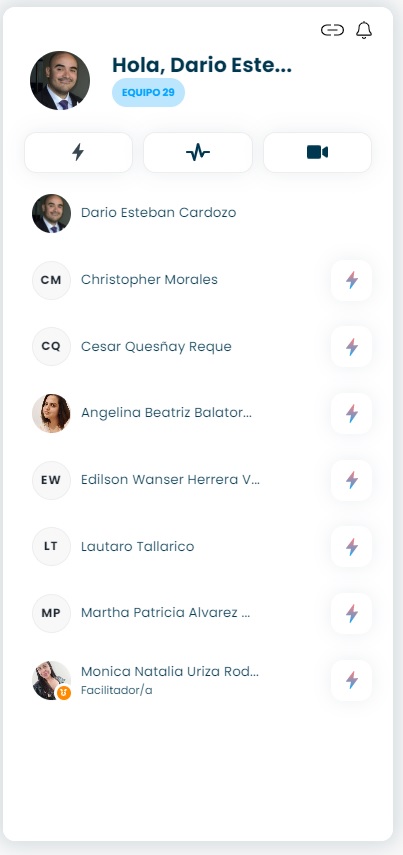 Hola, Dario Este...
EQUIPO 29
Dario Esteban Cardozo
CM Christopher Morales
CQ Cesar Quesñay Reque
Angelina Beatriz Balator...
EW Edilson Wanser Herrera V...
LT Lautaro Tallarico
MP Martha Patricia Alvarez ...
Monica Natalia Uriza Rod...
Facilitador/a